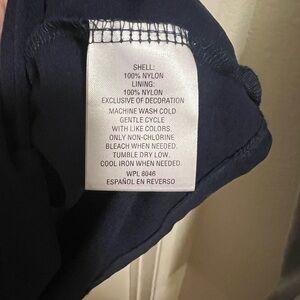 SHELL:
100% NYLON
LINING:
100% NYLON
EXCLUSIVE OF DECORATION
MACHINE WASH COLD
GENTLE CYCLE
WITH LIKE COLORS,
ONLY NON-CHLORINE
BLEACH WHEN NEEDED.
TUMBLE DRY LOW,
COOL IRON WHEN NEEDED.
WPL 8046
ESPAÑOL EN REVERSO